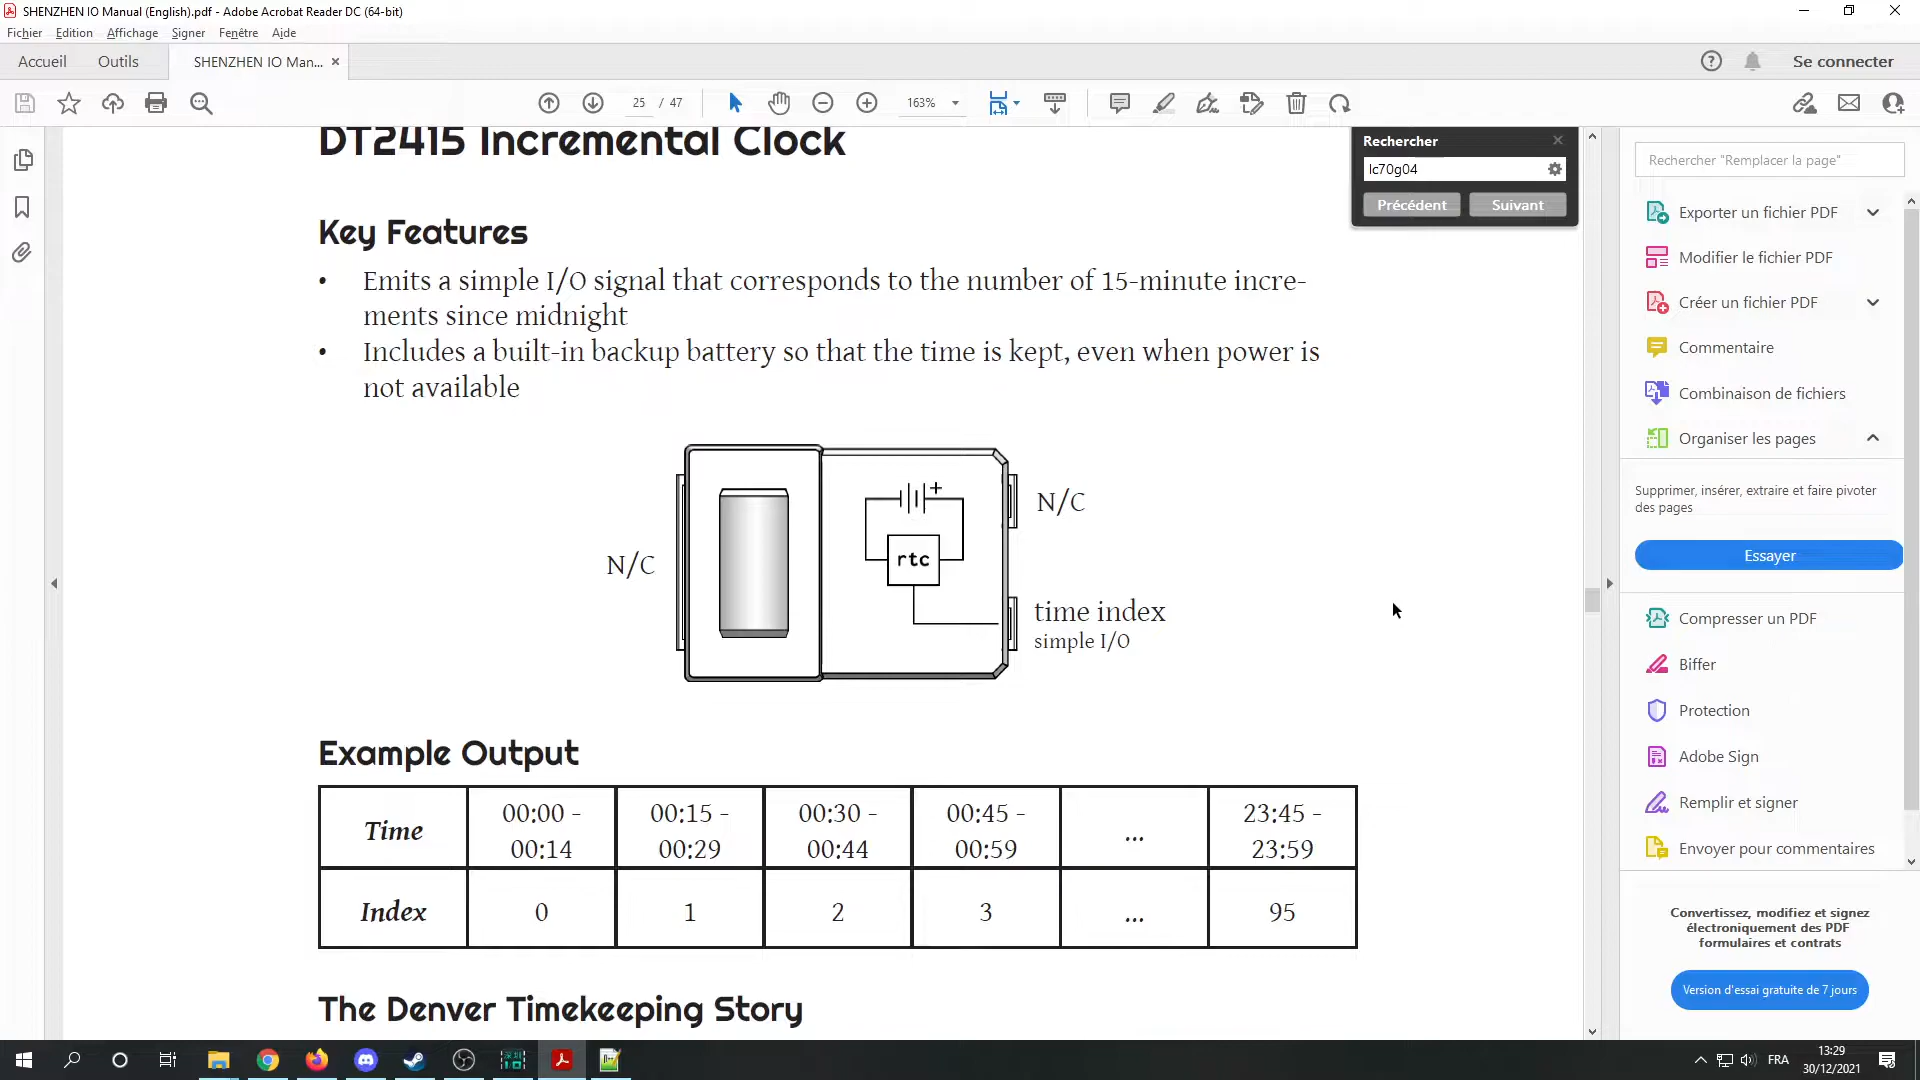 SHENZHEN IO Manual (English).pdf - Adobe Acrobat Reader DC (64-bit)
Fichier Edition Affichage Signer Fenêtre Aide
Accueil Outils SHENZHEN IO Man... × Se connecter
25 / 47 163%
DT2415 Incremental Clock
Key Features
• Emits a simple I/O signal that corresponds to the number of 15-minute incre-
ments since midnight
• Includes a built-in backup battery so that the time is kept, even when power is
not available
N/C
N/C
+
rtc
time index
simple I/O
Example Output
Time 00:00 - 00:15 - 00:30 - 00:45 - ... 23:45 -
00:14 00:29 00:44 00:59 23:59
Index 0 1 2 3 ... 95
The Denver Timekeeping Story
Rechercher
lc70g04
Précédent Suivant
Rechercher "Remplacer la page"
Exporter un fichier PDF
Modifier le fichier PDF
Créer un fichier PDF
Commentaire
Combinaison de fichiers
Organiser les pages
Supprimer, insérer, extraire et faire pivoter
des pages
Essayer
Compresser un PDF
Biffer
Protection
Adobe Sign
Remplir et signer
Envoyer pour commentaires
Convertissez, modifiez et signez
électroniquement des PDF
formulaires et contrats
Version d'essai gratuite de 7 jours
FRA
13:29
30/12/2021